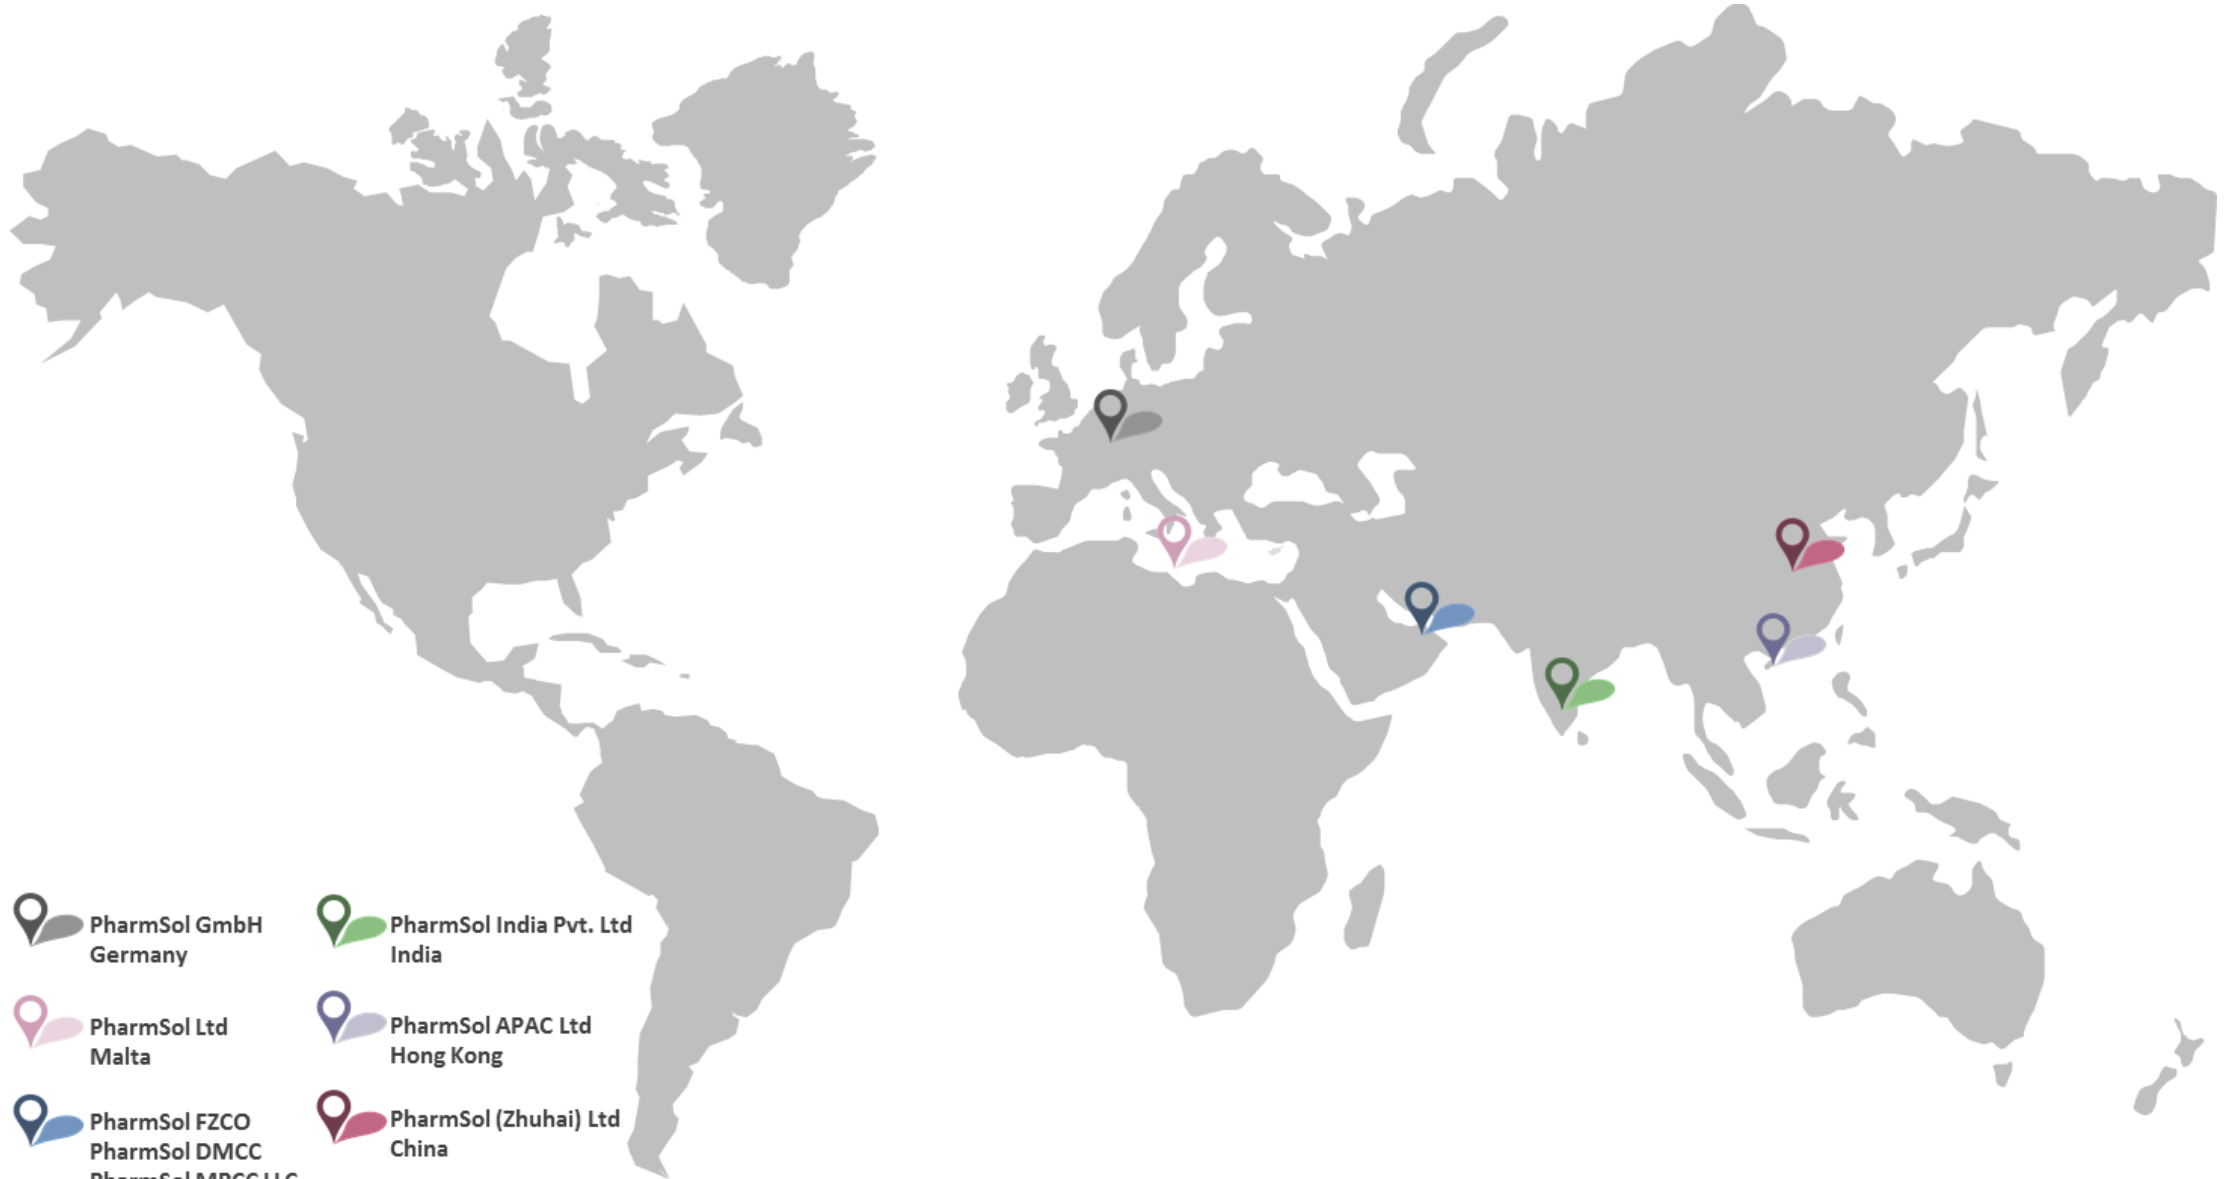 PharmSol GmbH
Germany
PharmSol Ltd
Malta
PharmSol FZCO
PharmSol DMCC
PharmSol
PharmSol India Pvt. Ltd
India
PharmSol APAC Ltd
Hong Kong
PharmSol (Zhuhai) Ltd
China